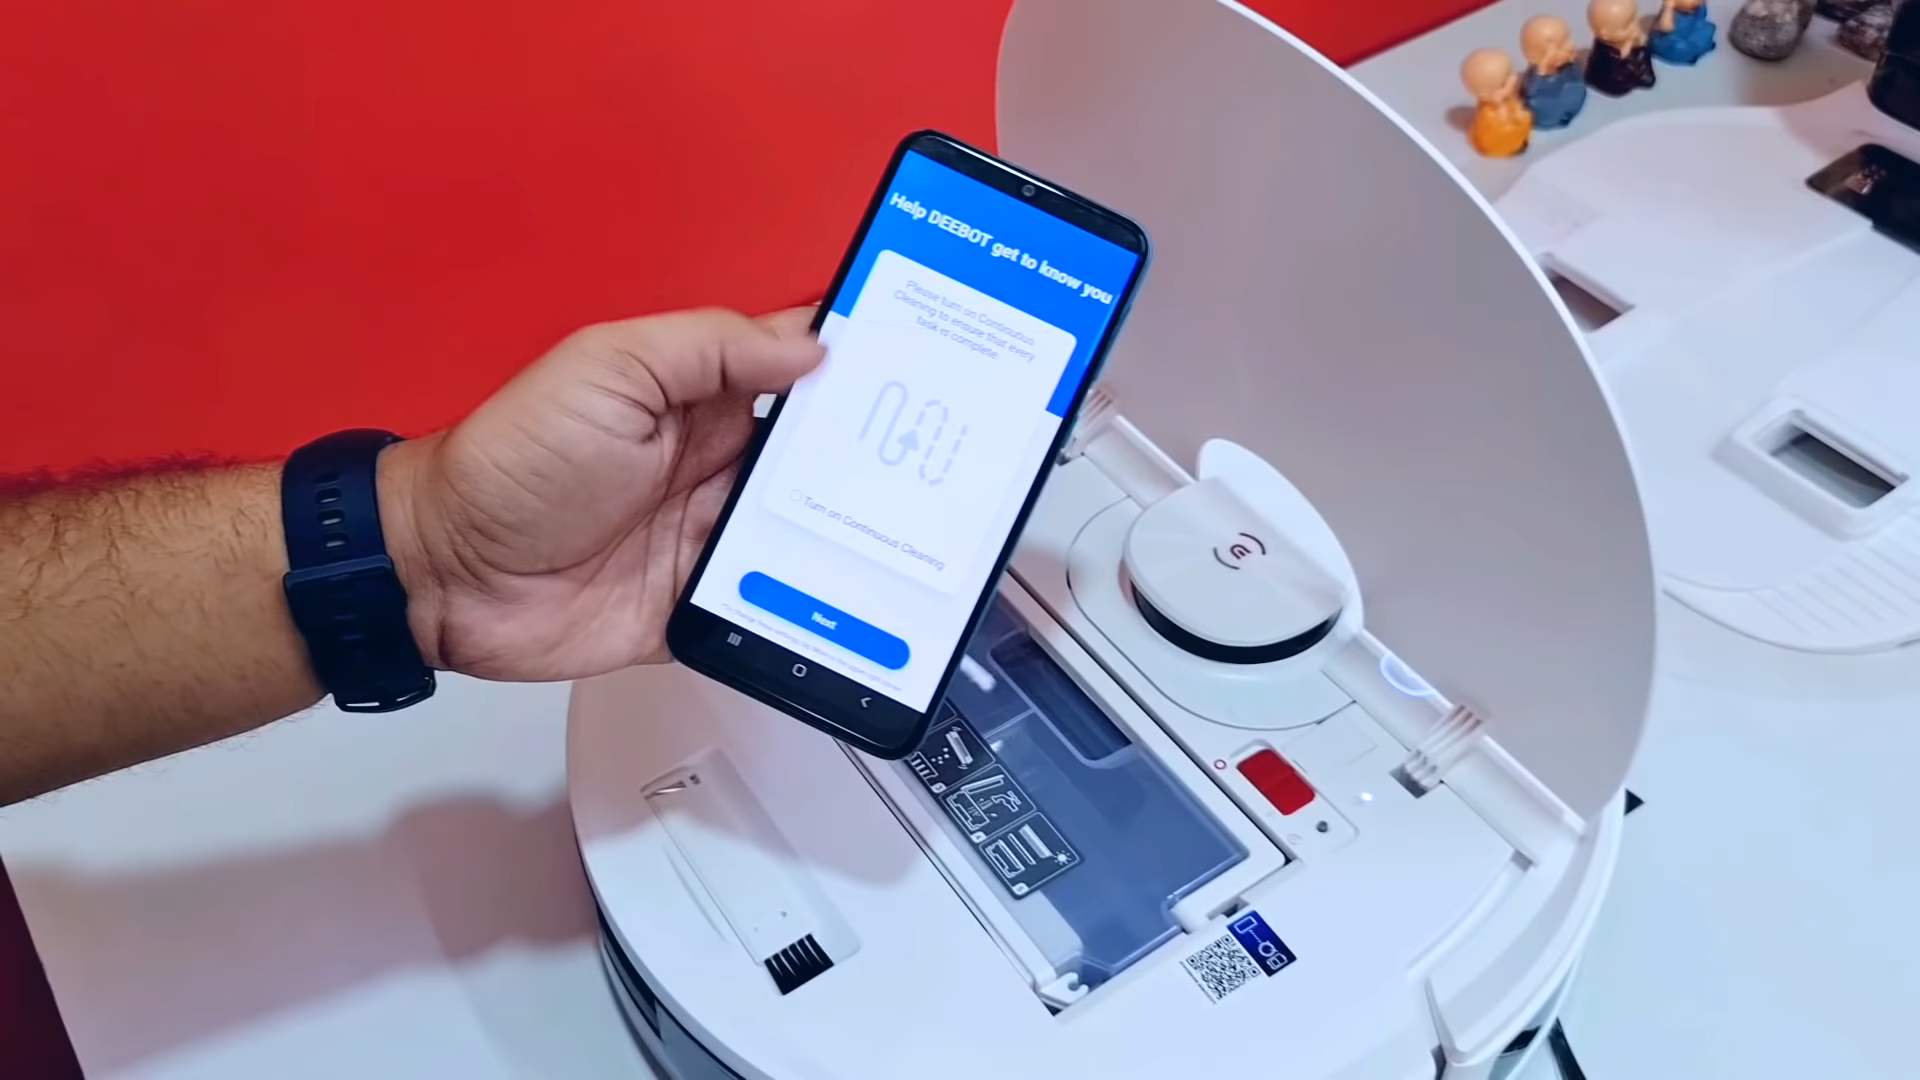 Help DEEBOT get to know you
Please turn on Continuous
Cleaning to ensure that every
task is complete.
Turn on Continuous Cleaning
Next